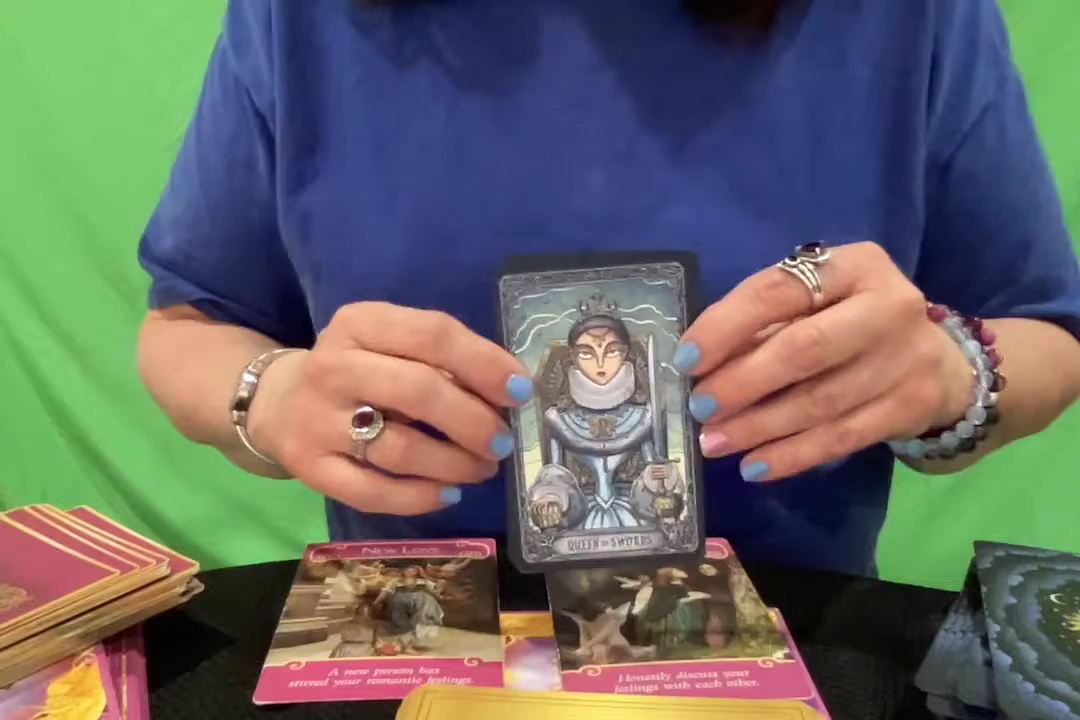 QUEEN OF SWORDS
New Love
A new person has
stirred your romantic feelings.
Honestly discuss your
feelings with each other.